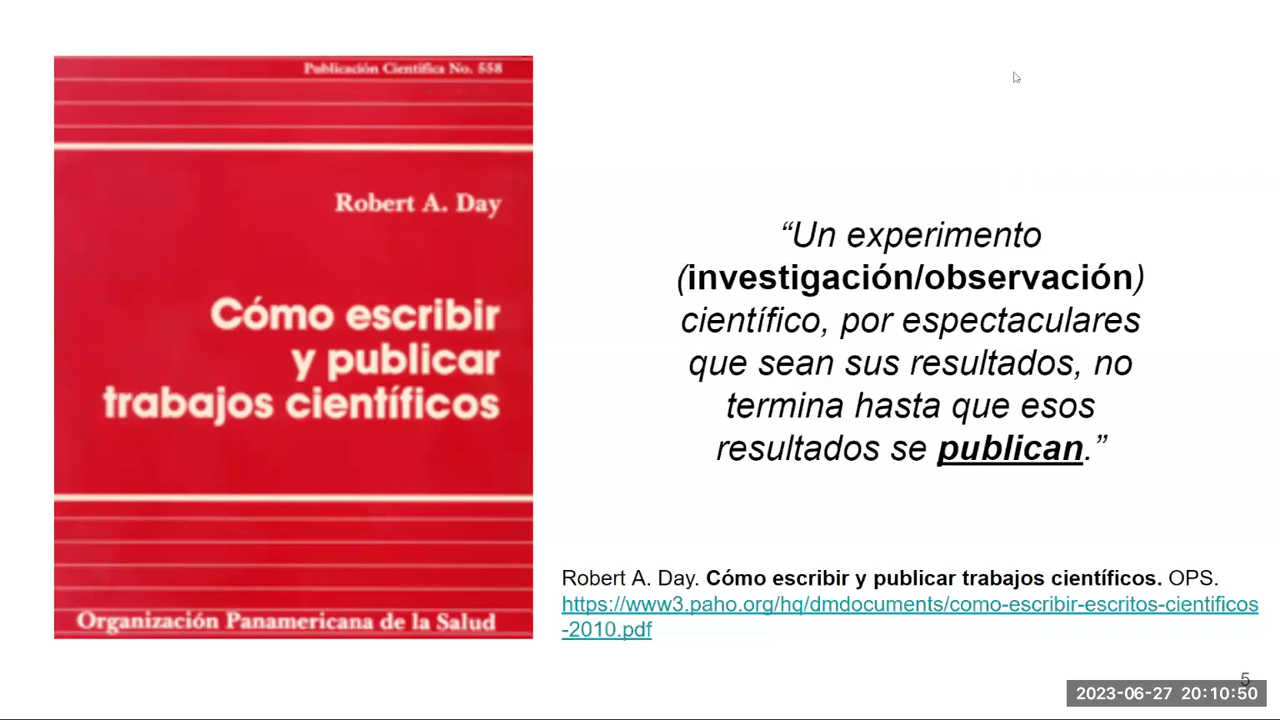 Publicación Científica No. 558
Robert A. Day
Cómo escribir
y publicar
trabajos científicos
Organización Panamericana de la Salud
“Un experimento
(investigación/observación)
científico, por espectaculares
que sean sus resultados, no
termina hasta que esos
resultados se publican.”
Robert A. Day. Cómo escribir y publicar trabajos científicos. OPS.
https://www3.paho.org/hq/dmdocuments/como-escribir-escritos-cientificos
-2010.pdf
5
2023-06-27 20:10:50